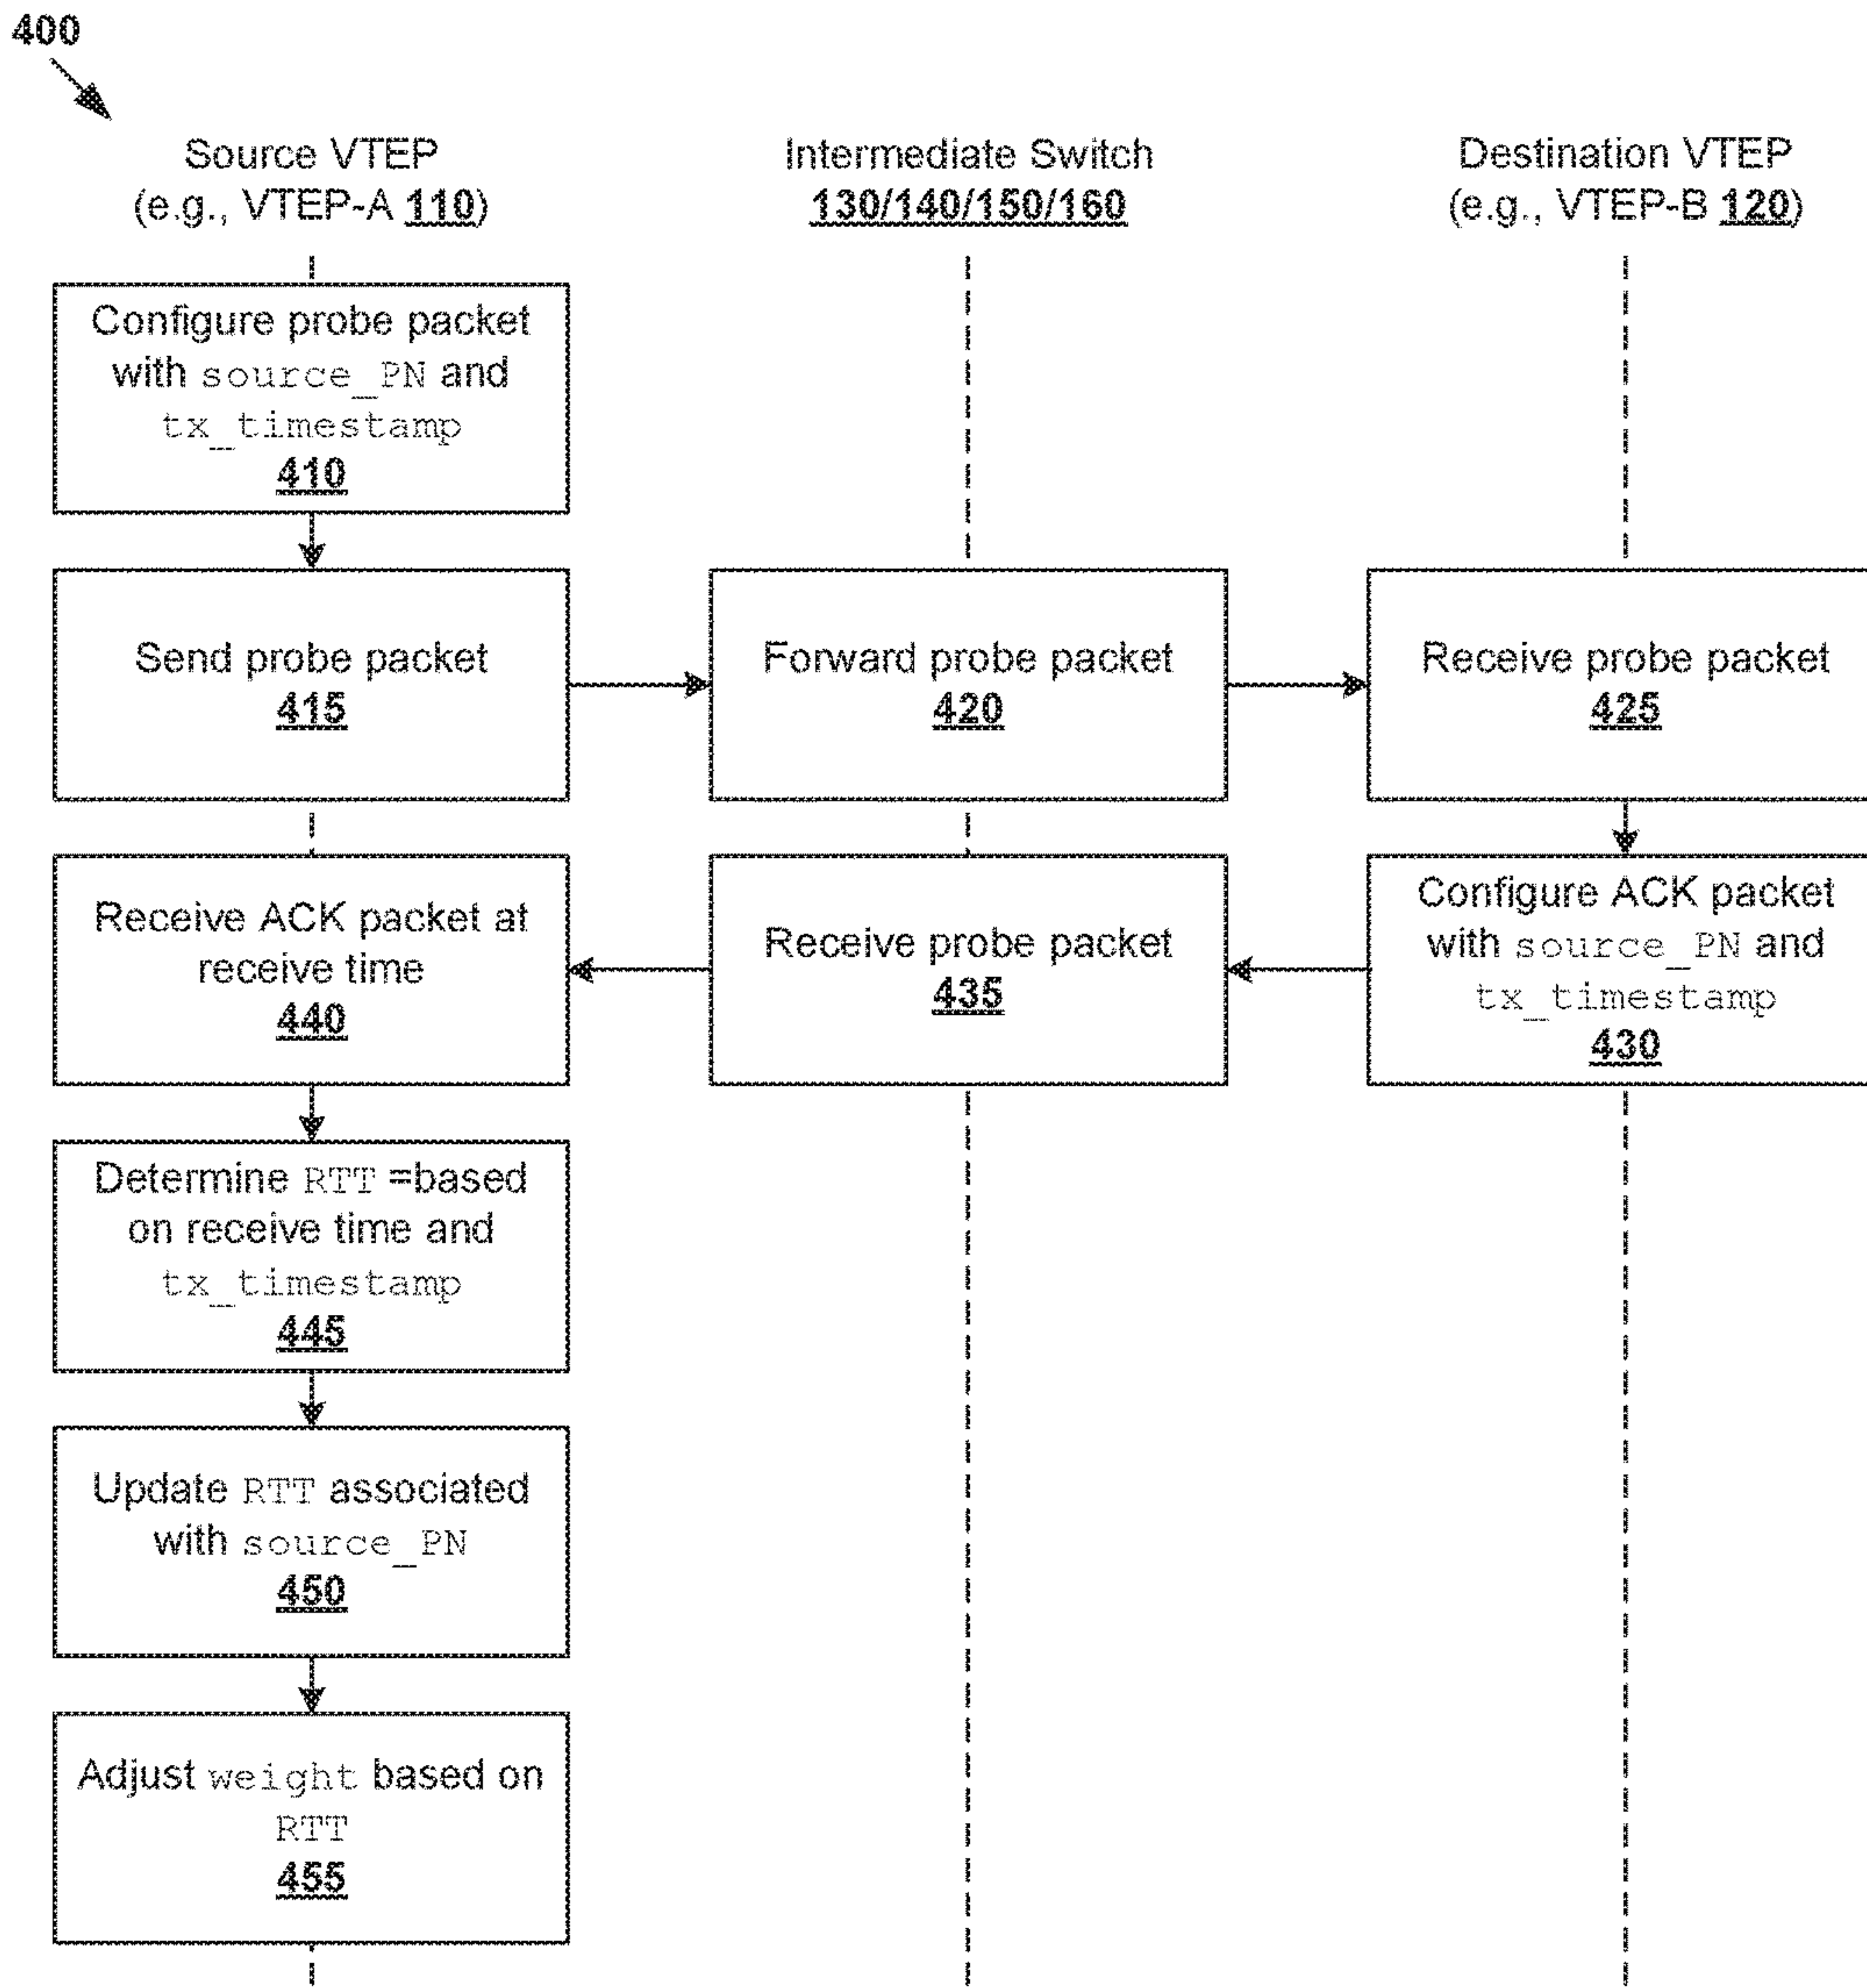 400
Source VTEP
(e.g., VTEP-A 110)
Intermediate Switch
130/140/150/160
Destination VTEP
(e.g., VTEP-B 120)
Configure probe packet
with source_PN and
tx_timestamp
410
Send probe packet
415
Forward probe packet
420
Receive probe packet
425
Receive ACK packet at
receive time
440
Receive probe packet
435
Configure ACK packet
with source_PN and
tx_timestamp
430
Determine RTT =based
on receive time and
tx_timestamp
445
Update RTT associated
with source_PN
450
Adjust weight based on
RTT
455